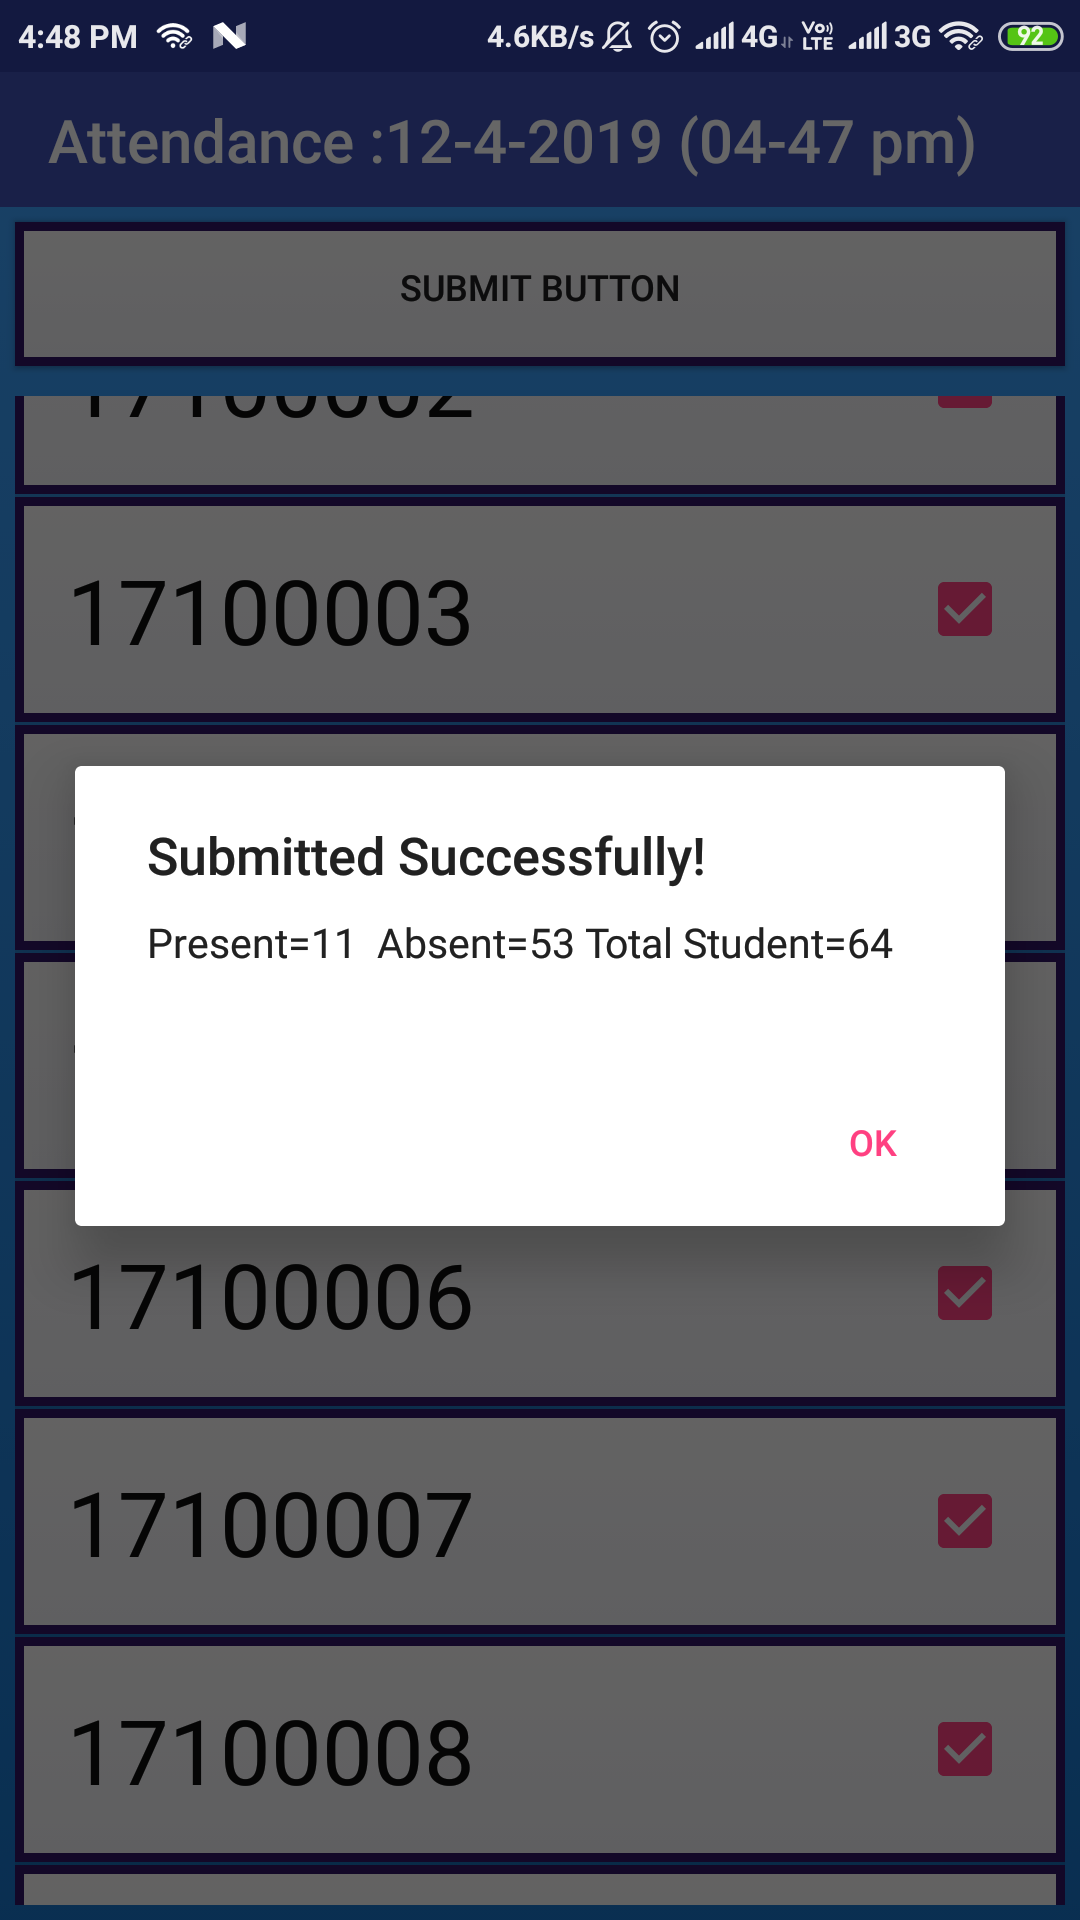 4:48 PM 4.6KB/s 4G Vo)) LTE 3G 92
Attendance :12-4-2019 (04-47 pm)
SUBMIT BUTTON
17100002
17100003
Submitted Successfully!
Present=11 Absent=53 Total Student=64
OK
17100006
17100007
17100008